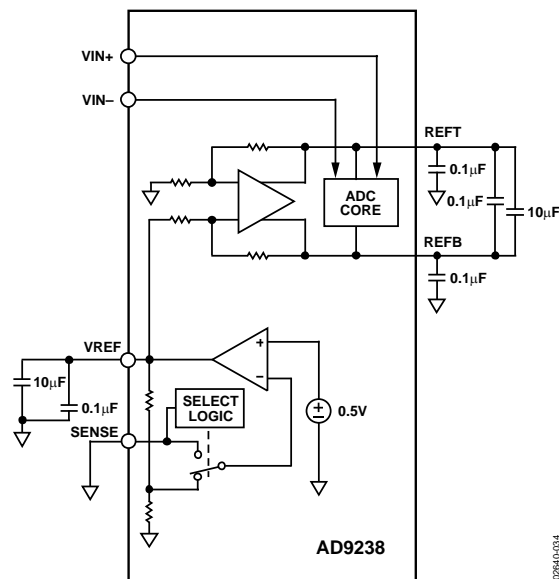 VIN+
VIN–
REFT
0.1µF
ADC
CORE
0.1µF
10µF
REFB
0.1µF
VREF
+
–
10µF
0.1µF
SELECT
LOGIC
+
–
0.5V
SENSE
AD9238
02640-034